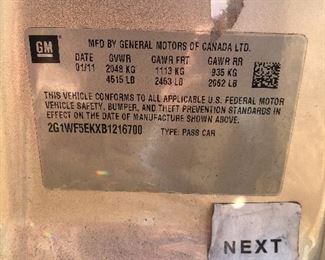 GM
MFD BY GENERAL MOTORS OF CANADA LTD.
DATE GVWR GAWR FRT GAWR RR
01/11 2048 KG 1113 KG 935 KG
4515 LB 2453 LB 2062 LB
THIS VEHICLE CONFORMS TO ALL APPLICABLE U.S. FEDERAL MOTOR
VEHICLE SAFETY, BUMPER, AND THEFT PREVENTION STANDARDS IN
EFFECT ON THE DATE OF MANUFACTURE SHOWN ABOVE.
2G1WF5EKXB1216700 TYPE: PASS CAR
NEXT